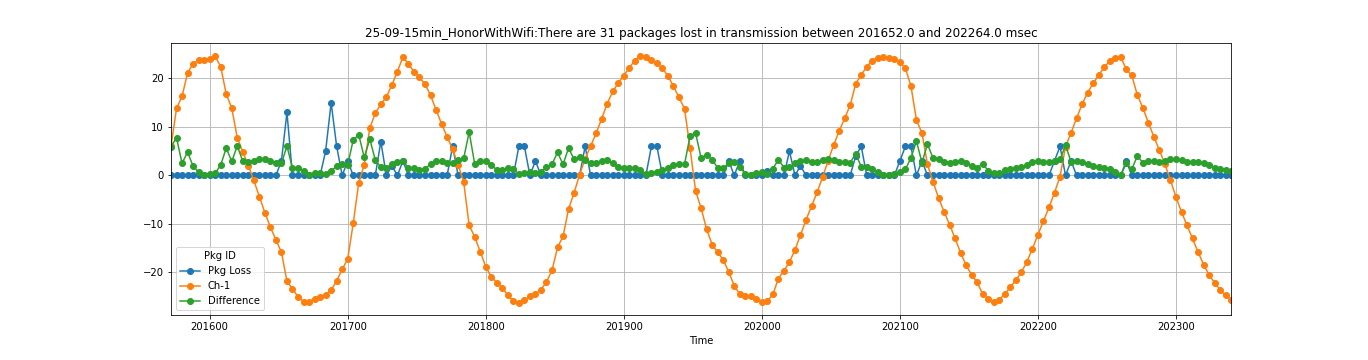 25-09-15min_HonorWithWifi:There are 31 packages lost in transmission between 201652.0 and 202264.0 msec
20
10
0
−10
−20
Pkg ID
Pkg Loss
Ch-1
Difference
201600 201700 201800 201900 202000 202100 202200 202300
Time